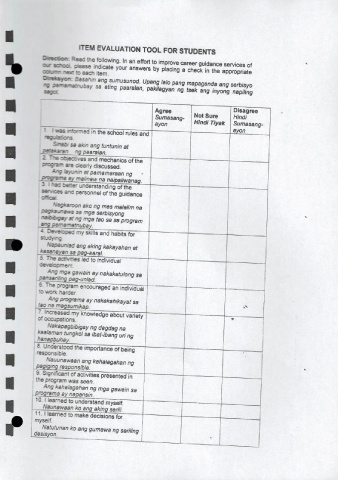 ITEM EVALUATION TOOL FOR STUDENTS
Direction: Read the following. In an effort to improve career guidance services of
our school, please indicate your answers by placing a check in the appropriate
column next to each item.
Direksyon: Basahin ang sumusunod. Upang lalo pang mapaganda ang serbisyo
ng pamamatnubay sa ating paaralan, pakilagyan ng tsek ang inyong napiling
sagot.
Agree
Sumasang-
ayon
Not Sure
Hindi Tiyak
Disagree
Hindi
Sumasang-
ayon
1. I was informed in the school rules and
regulations.
Sinabi sa akin ang tuntunin at
patakaran ng paaralan.
2. The objectives and mechanics of the
program are clearly discussed.
Ang layunin at pamamaraan ng
programa ay malinaw na naipaliwanag.
3. I had better understanding of the
services and personnel of the guidance
office.
Nagkaroon ako ng mas malalim na
pagkaunawa sa mga serbisyong
naibibigay at mga tao sa sa program
ang pamamatnubay.
4. Developed my skills and habits for
studying.
Napaunlad ang aking kakayahan at
kasanayan sa pag-aaral.
5. The activities led to individual
development.
Ang mga gawain ay nakakatulong sa
pansariling pag-unlad.
6. The program encouraged an individual
to work harder.
Ang programa ay nakakahikayat sa
tao na magsumikap.
7. Increased my knowledge about variety
of occupations.
Nakapagbibigay ng dagdag na
kaalaman tungkol sa ibat-ibang uri ng
hanapbuhay.
8. Understood the importance of being
responsible.
Nauunawaan ang kahalagahan ng
pagiging responsible.
9. Significant of activities presented in
the program was seen.
Ang kahalagahan ng mga gawain sa
programa ay napansin.
10. I learned to understand myself.
Naunawaan ko ang aking sarili.
11. I learned to make decisions for
myself.
Natutunan ko ang gumawa ng sariling
desisyon.